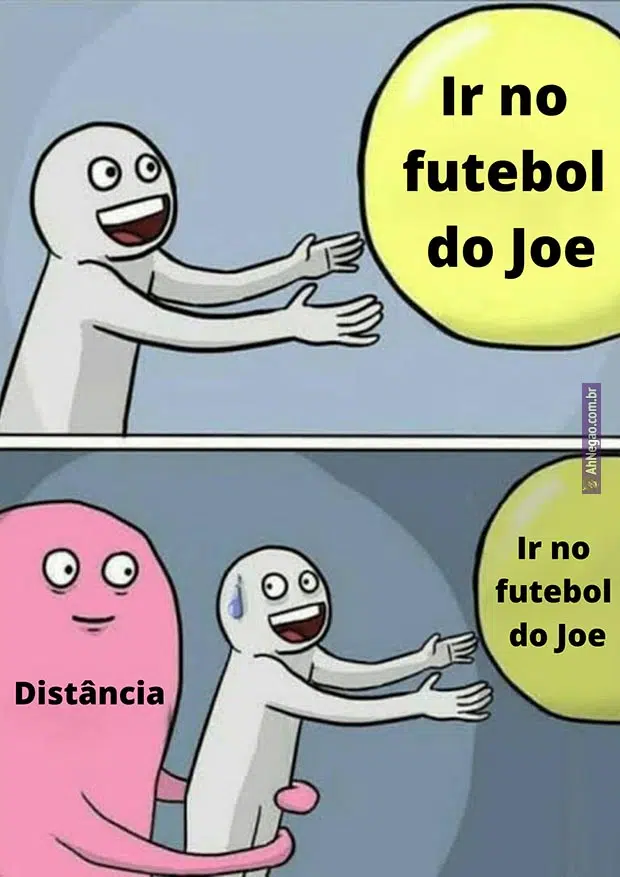 Ir no
futebol
do Joe
AhNegao.com.br
Ir no
futebol
do Joe
Distância